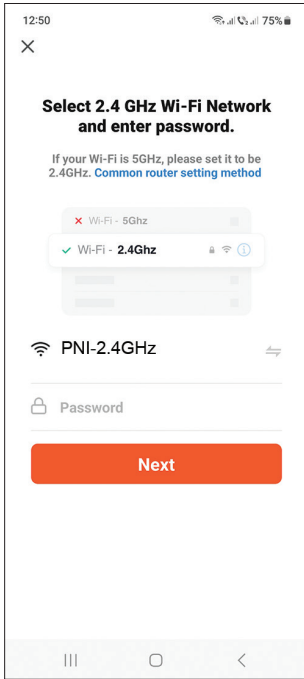 12:50 75%
Select 2.4 GHz Wi-Fi Network
and enter password.
If your Wi-Fi is 5GHz, please set it to be
2.4GHz. Common router setting method
Wi-Fi - 5Ghz
Wi-Fi - 2.4Ghz
PNI-2.4GHz
Password
Next